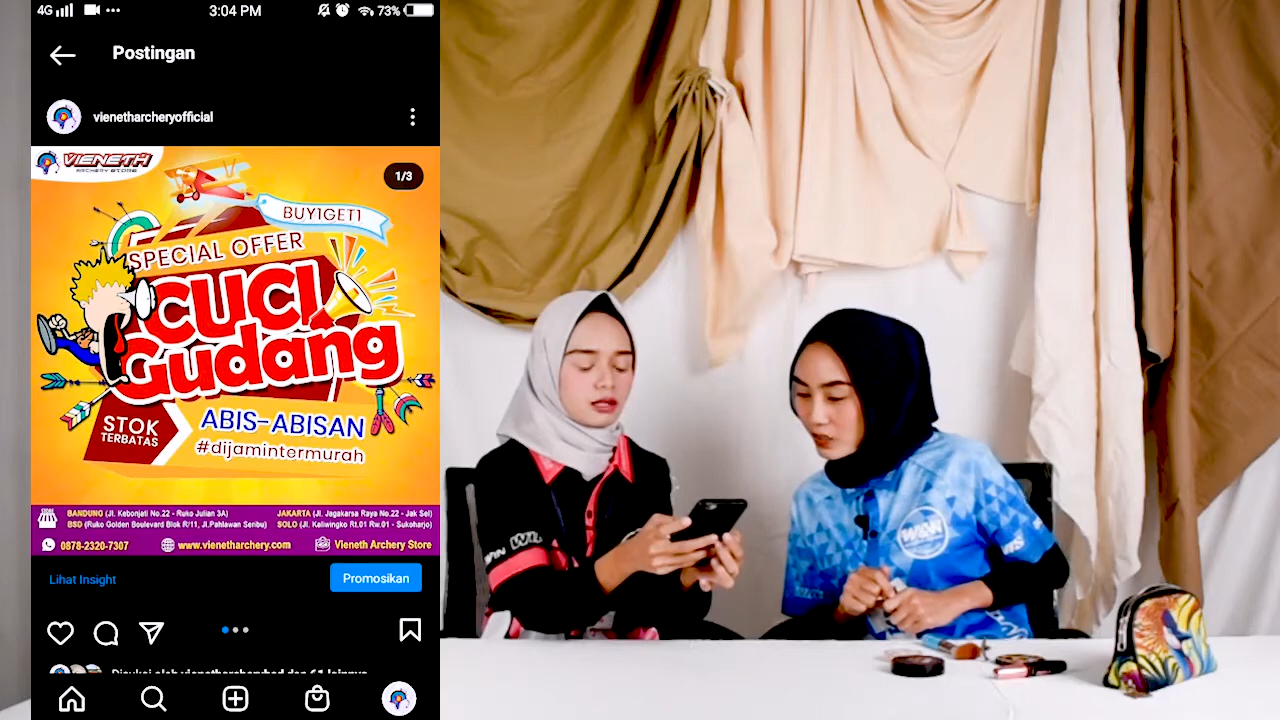 4G
3:04 PM
73%
Postingan
vienetharcheryofficial
VIENETH
ARCHERY STORE
1/3
BUY1GET1
SPECIAL OFFER
CUCI
Gudang
STOK
TERBATAS
ABIS-ABISAN
#dijamintermurah
BANDUNG (Jl. Kebonjati No.22 - Ruko Julian 3A)
JAKARTA (Jl. Jagakarsa Raya No.22 - Jak Sel)
BSD (Ruko Golden Boulevard Blok R/11, Jl.Pahlawan Seribu)
SOLO (Jl. Kaliwingko Rt.01 Rw.01 - Sukoharjo)
0878-2320-7307
www.vienetharchery.com
Vieneth Archery Store
Lihat Insight
Promosikan
W&W